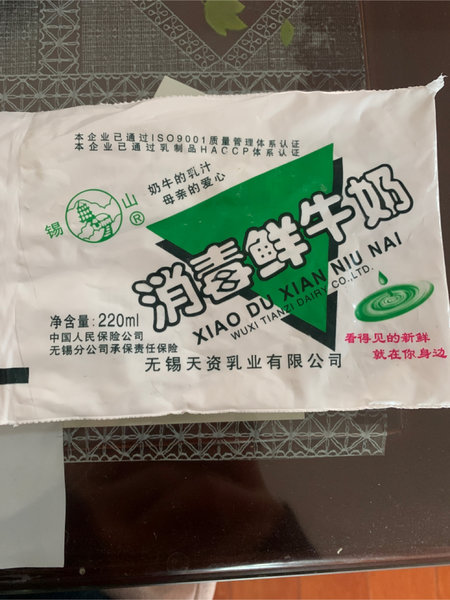 本企业已通过ISO9001质量管理体系认证
本企业已通过乳制品HACCP体系认证
奶牛的乳汁
母亲的爱心
锡 山
®
消毒鲜牛奶
XIAO DU XIAN NIU NAI
WUXI TIANZI DAIRY CO.,LTD.
净含量:220ml
中国人民保险公司
无锡分公司承保责任保险
无锡天资乳业有限公司
看得见的新鲜
就在你身边